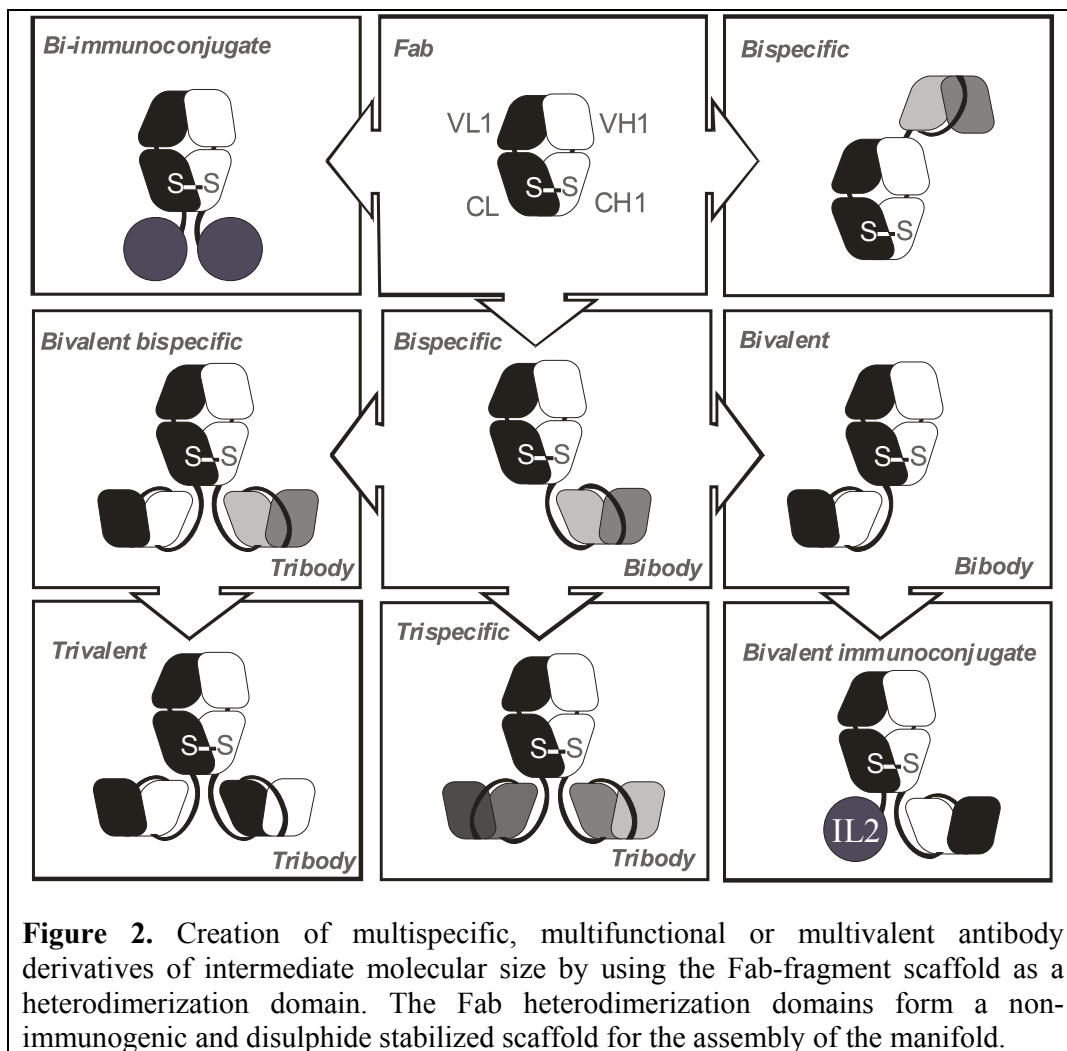 Bi-immunoconjugate
Fab
Bispecific
VL1
VH1
S-S
S-S
CL
CH1
S-S
Bivalent bispecific
Bispecific
Bivalent
S-S
S-S
S-S
Tribody
Bibody
Bibody
Trivalent
Trispecific
Bivalent immunoconjugate
S-S
S-S
S-S
IL2
Tribody
Tribody
Figure 2. Creation of multispecific, multifunctional or multivalent antibody
derivatives of intermediate molecular size by using the Fab-fragment scaffold as a
heterodimerization domain. The Fab heterodimerization domains form a non-
immunogenic and disulphide stabilized scaffold for the assembly of the manifold.